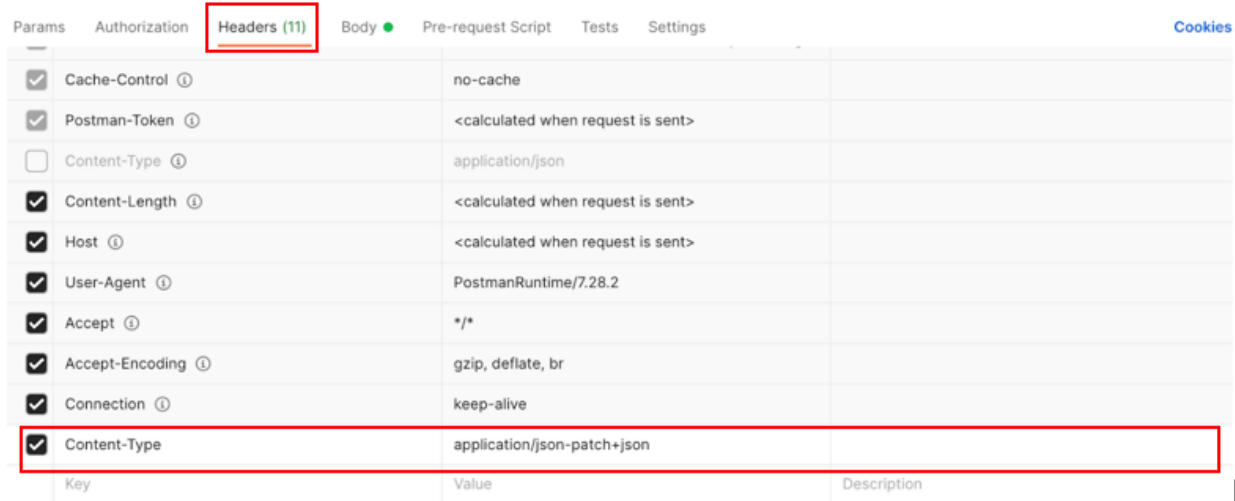 Params Authorization Headers (11) Body Pre-request Script Tests Settings Cookies
Cache-Control no-cache
Postman-Token <calculated when request is sent>
Content-Type application/json
Content-Length <calculated when request is sent>
Host <calculated when request is sent>
User-Agent PostmanRuntime/7.28.2
Accept */*
Accept-Encoding gzip, deflate, br
Connection keep-alive
Content-Type application/json-patch+json
Key Value Description